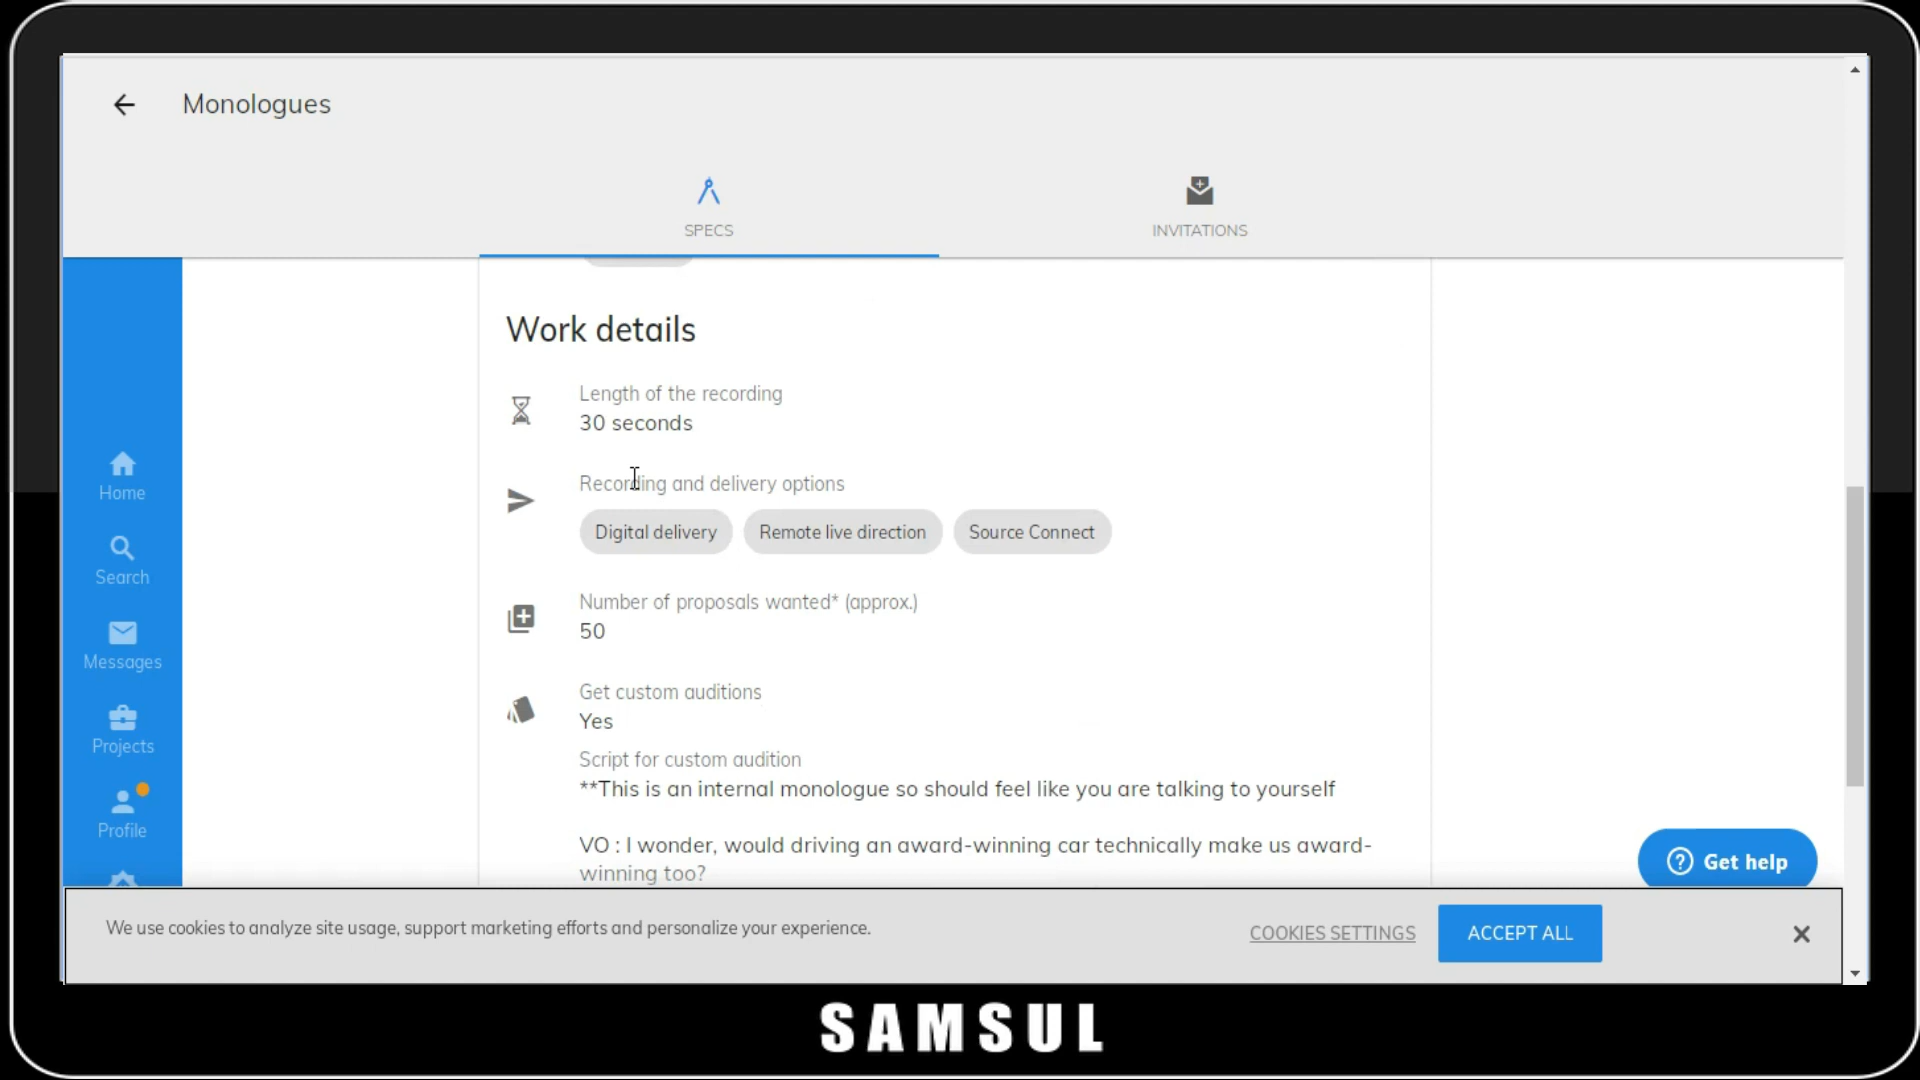 Monologues
SPECS
INVITATIONS
Work details
Length of the recording
30 seconds
Recording and delivery options
Digital delivery
Remote live direction
Source Connect
Number of proposals wanted* (approx.)
50
Get custom auditions
Yes
Script for custom audition
**This is an internal monologue so should feel like you are talking to yourself
VO : I wonder, would driving an award-winning car technically make us award-
winning too?
Home
Search
Messages
Projects
Profile
Get help
We use cookies to analyze site usage, support marketing efforts and personalize your experience.
COOKIES SETTINGS
ACCEPT ALL
SAMSUL